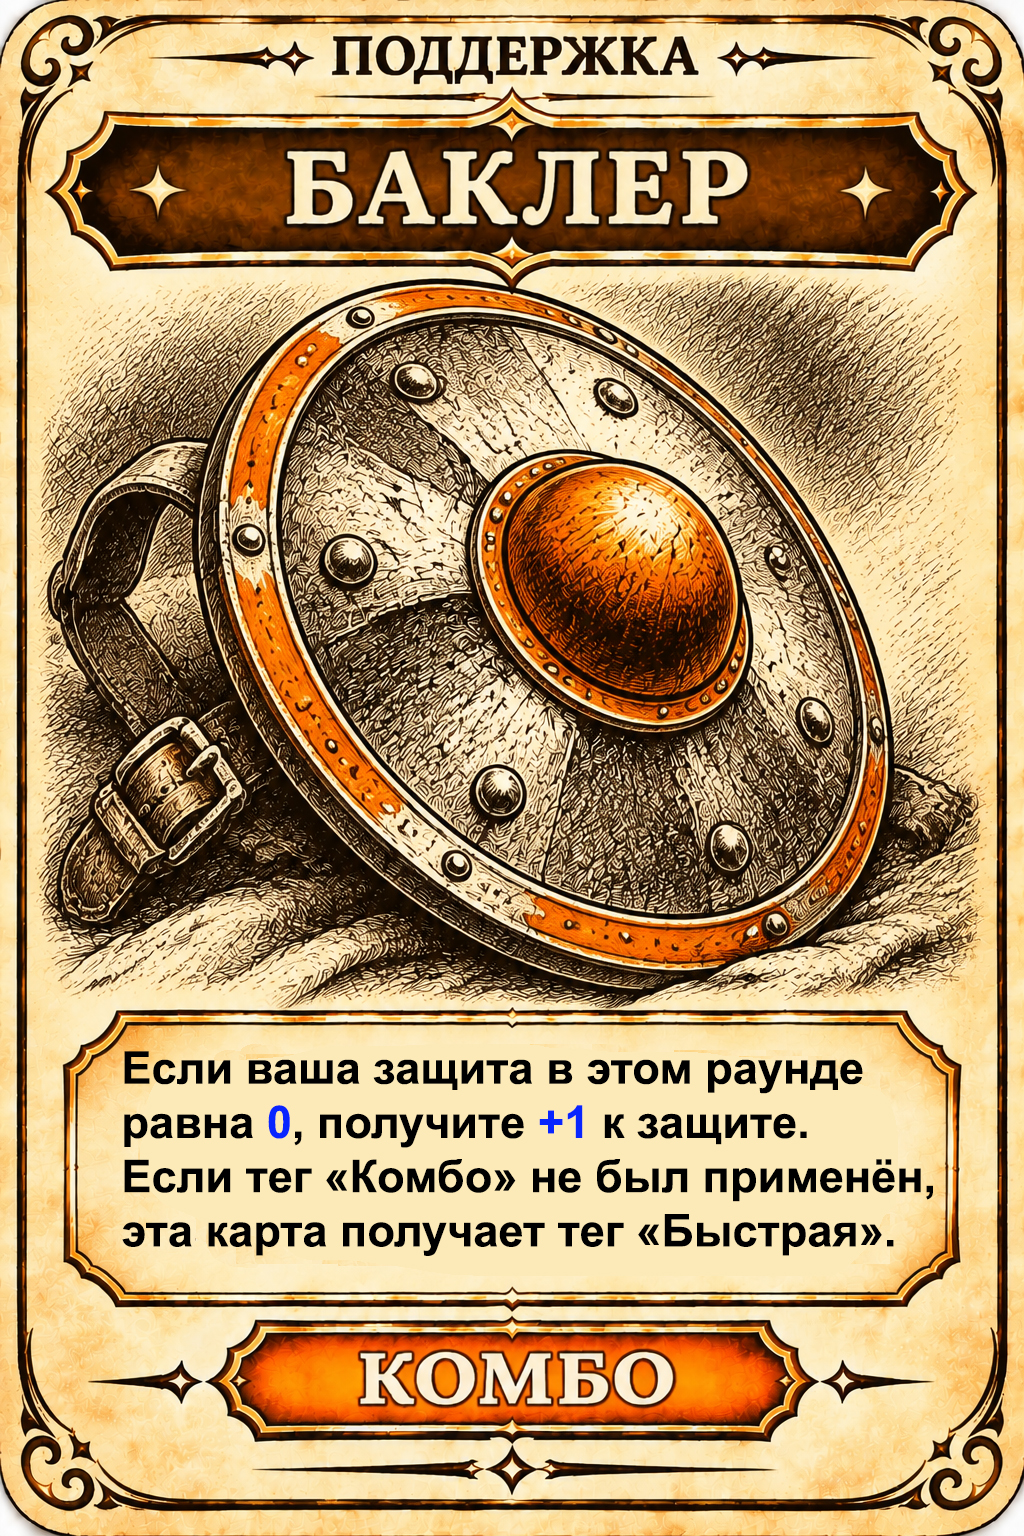 ПОДДЕРЖКА
БАКЛЕР
Если ваша защита в этом раунде
равна 0, получите +1 к защите.
Если тег «Комбо» не был применён,
эта карта получает тег «Быстрая».
КОМБО